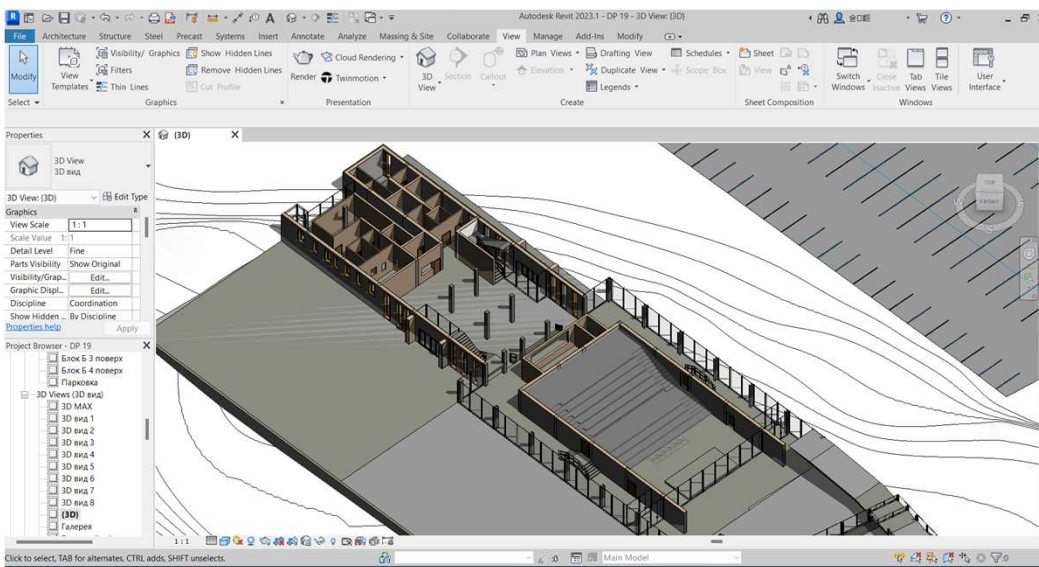 Autodesk Revit 2023.1 - DP 19 - 3D View: {3D}
File Architecture Structure Steel Precast Systems Insert Annotate Analyze Massing & Site Collaborate View Manage Add-Ins Modify
Modify
View Templates
Visibility/ Graphics
Filters
Thin Lines
Show Hidden Lines
Remove Hidden Lines
Cut Profile
Render
Cloud Rendering
Twinmotion
3D View
Section
Callout
Plan Views
Elevation
Drafting View
Duplicate View
Legends
Schedules
Scope Box
Sheet
View
Switch Windows
Close Inactive
Tab Views
Tile Views
User Interface
Select Graphics Presentation Create Sheet Composition Windows
Properties
{3D}
3D View
3D вид
3D View: {3D}
Edit Type
Graphics
View Scale 1 : 1
Scale Value 1: 1
Detail Level Fine
Parts Visibility Show Original
Visibility/Grap... Edit...
Graphic Displ... Edit...
Discipline Coordination
Show Hidden ... By Discipline
Properties help Apply
Project Browser - DP 19
Блок Б 3 поверх
Блок Б 4 поверх
Парковка
3D Views (3D вид)
3D MAX
3D вид 1
3D вид 2
3D вид 3
3D вид 4
3D вид 5
3D вид 6
3D вид 7
3D вид 8
{3D}
Галерея
TOP
FRONT
W
S
1 : 1
Click to select, TAB for alternates, CTRL adds, SHIFT unselects.
:0
Main Model
:0